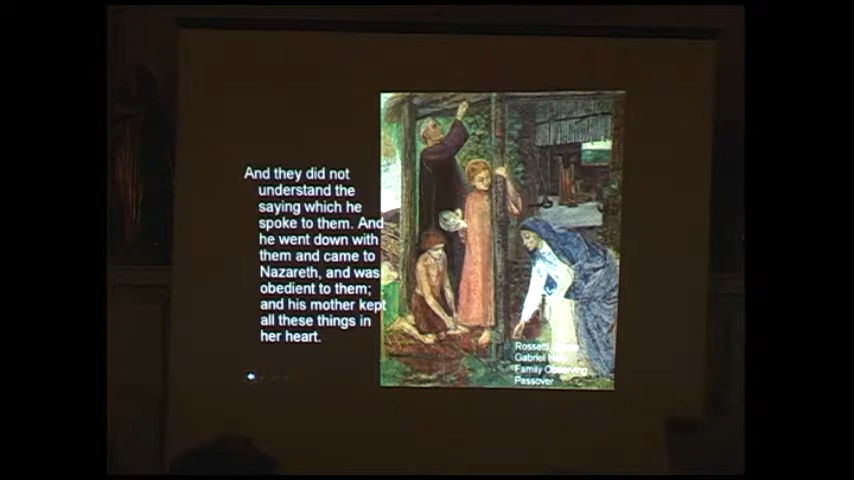 And they did not
understand the
saying which he
spoke to them. And
he went down with
them and came to
Nazareth, and was
obedient to them;
and his mother kept
all these things in
her heart.
Rossetti,
Gabriel Holy
Family Observing
Passover